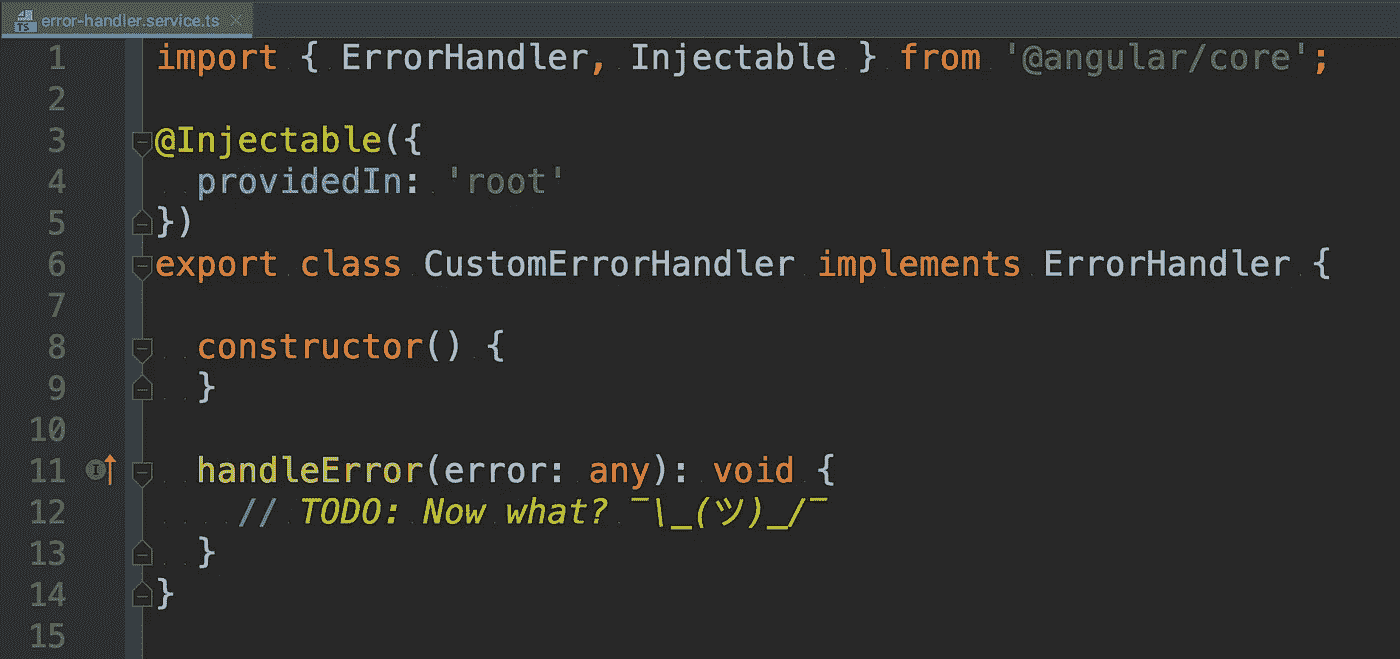 TS error-handler.service.ts
1 import { ErrorHandler, Injectable } from '@angular/core';
2
3 @Injectable({
4   providedIn: 'root'
5 })
6 export class CustomErrorHandler implements ErrorHandler {
7
8   constructor() {
9   }
10
11   handleError(error: any): void {
12     // TODO: Now what? ¯\_(ツ)_/¯
13   }
14 }
15